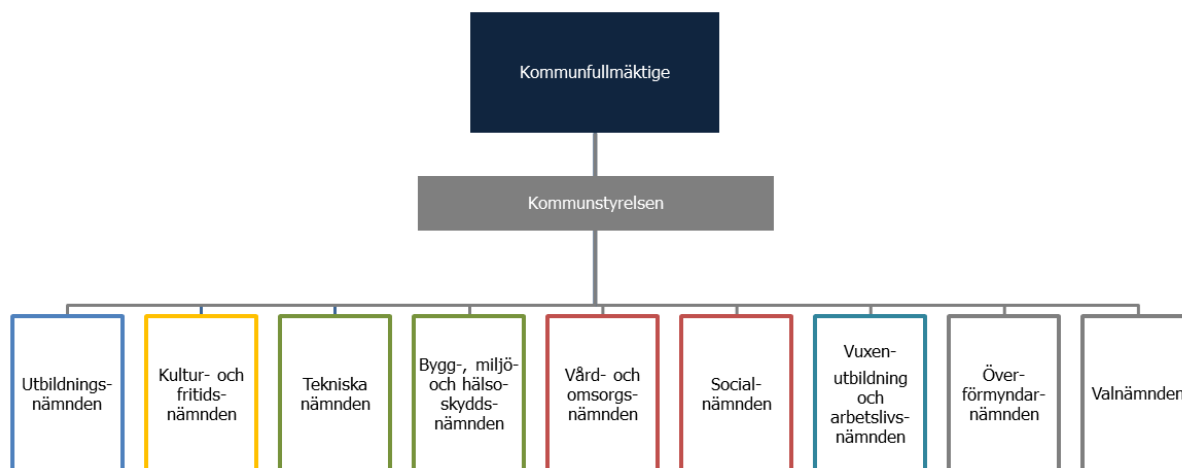 Kommunfullmäktige
Kommunstyrelsen
Utbildnings-
nämnden
Kultur- och
fritids-
nämnden
Tekniska
nämnden
Bygg-, miljö-
och hälso-
skydds-
nämnden
Vård- och
omsorgs-
nämnden
Social-
nämnden
Vuxen-
utbildning
och
arbetslivs-
nämnden
Över-
förmyndar-
nämnden
Valnämnden